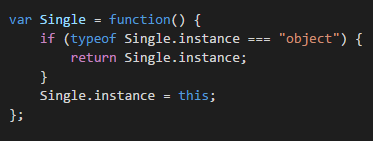 var Single = function() {
    if (typeof Single.instance === "object") {
        return Single.instance;
    }
    Single.instance = this;
};